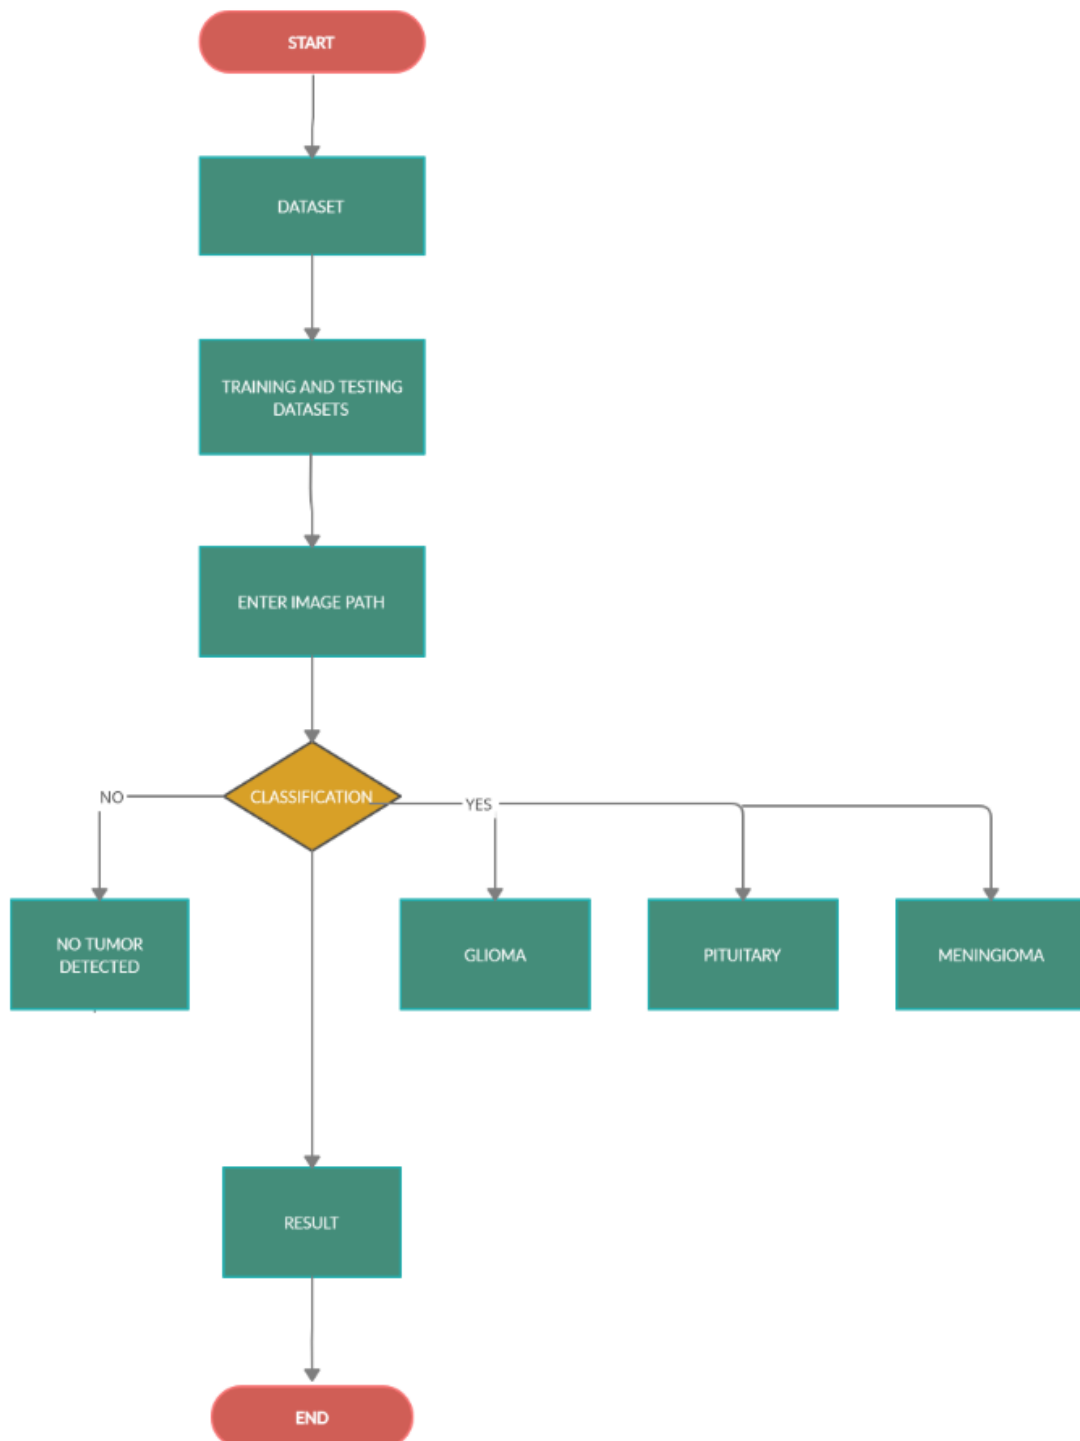 START
DATASET
TRAINING AND TESTING
DATASETS
ENTER IMAGE PATH
CLASSIFICATION
NO
YES
NO TUMOR
DETECTED
GLIOMA
PITUITARY
MENINGIOMA
RESULT
END